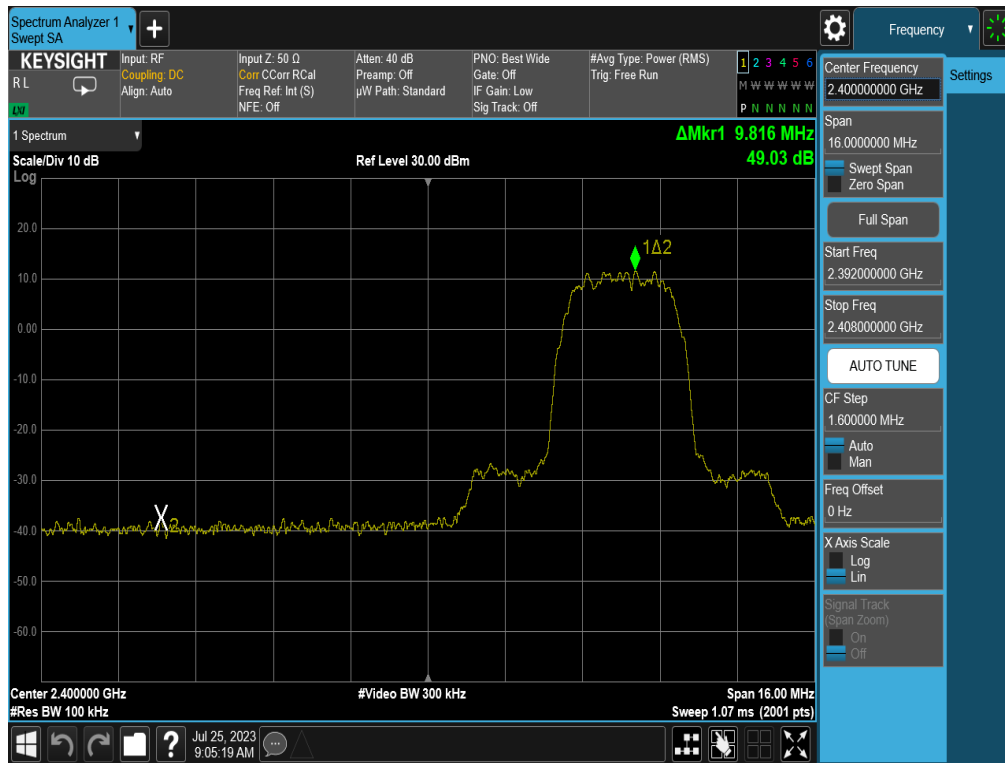 Spectrum Analyzer 1
Swept SA
+
Frequency
KEYSIGHT
R L
LXI
Input: RF
Coupling: DC
Align: Auto
Input Z: 50 Ω
Corr CCorr RCal
Freq Ref: Int (S)
NFE: Off
Atten: 40 dB
Preamp: Off
µW Path: Standard
PNO: Best Wide
Gate: Off
IF Gain: Low
Sig Track: Off
#Avg Type: Power (RMS)
Trig: Free Run
1 2 3 4 5 6
M W W W W W
P N N N N N
1 Spectrum
ΔMkr1 9.816 MHz
49.03 dB
Scale/Div 10 dB
Ref Level 30.00 dBm
Log
20.0
10.0
0.00
-10.0
-20.0
-30.0
-40.0
-50.0
-60.0
1Δ2
X2
Center 2.400000 GHz
#Video BW 300 kHz
Span 16.00 MHz
#Res BW 100 kHz
Sweep 1.07 ms (2001 pts)
Center Frequency
2.400000000 GHz
Settings
Span
16.0000000 MHz
Swept Span
Zero Span
Full Span
Start Freq
2.392000000 GHz
Stop Freq
2.408000000 GHz
AUTO TUNE
CF Step
1.600000 MHz
Auto
Man
Freq Offset
0 Hz
X Axis Scale
Log
Lin
Signal Track
(Span Zoom)
On
Off
?
Jul 25, 2023
9:05:19 AM